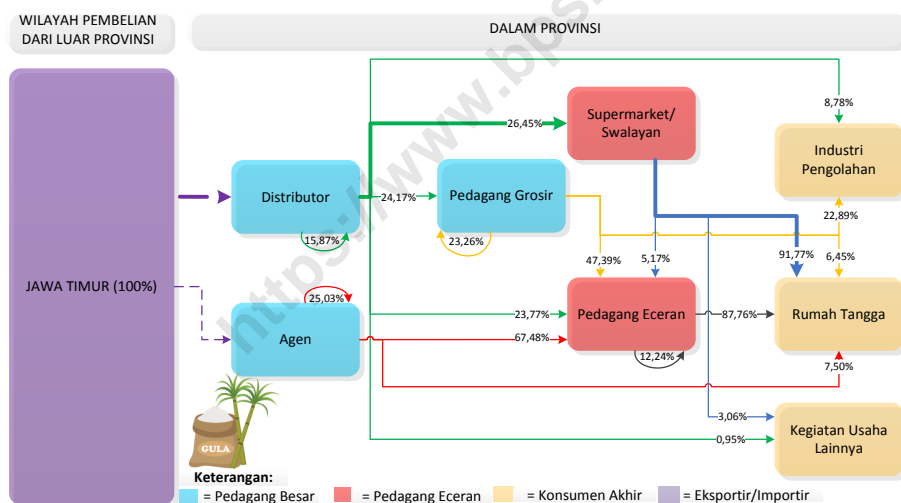 WILAYAH PEMBELIAN
DARI LUAR PROVINSI
DALAM PROVINSI
JAWA TIMUR (100%)
Distributor
15,87%
Agen
25,03%
26,45%
24,17%
23,77%
67,48%
Pedagang Grosir
23,26%
Supermarket/
Swalayan
47,39%
5,17%
91,77%
Pedagang Eceran
12,24%
87,76%
8,78%
Industri
Pengolahan
22,89%
6,45%
Rumah Tangga
7,50%
3,06%
0,95%
Kegiatan Usaha
Lainnya
GULA
Keterangan:
= Pedagang Besar
= Pedagang Eceran
= Konsumen Akhir
= Eksportir/Importir
https://www.bps